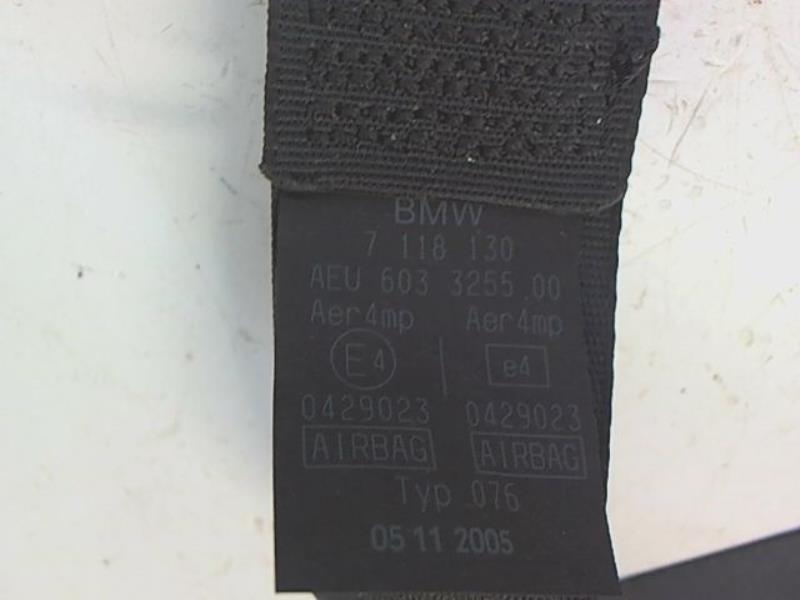 BMW
7 118 130
AEU 603 3255 00
Aer4mp Aer4mp
E4 e4
0429023 0429023
AIRBAG AIRBAG
Typ 076
05 11 2005